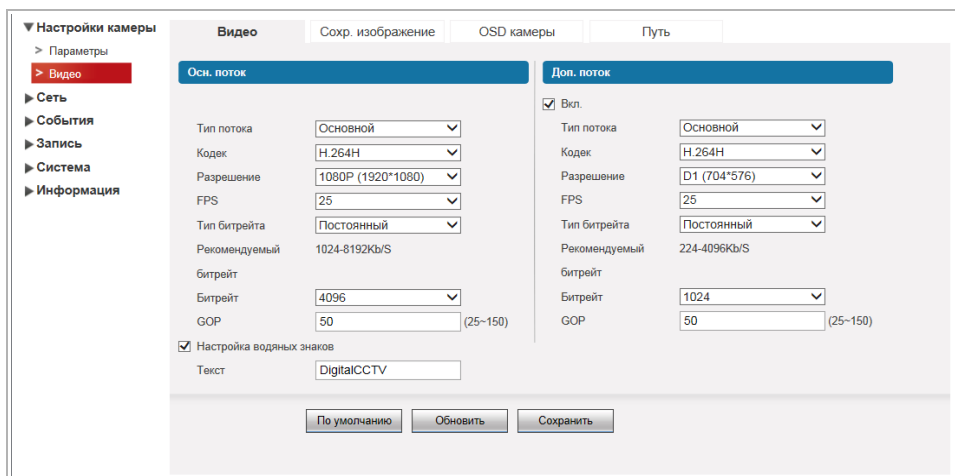 Настройки камеры
> Параметры
> Видео
Сеть
События
Запись
Система
Информация
Видео Сохр. изображение OSD камеры Путь
Осн. поток
Тип потока Основной
Кодек H.264H
Разрешение 1080P (1920*1080)
FPS 25
Тип битрейта Постоянный
Рекомендуемый 1024-8192Kb/S
битрейт
Битрейт 4096
GOP 50 (25~150)
Настройка водяных знаков
Текст DigitalCCTV
Доп. поток
Вкл.
Тип потока Основной
Кодек H.264H
Разрешение D1 (704*576)
FPS 25
Тип битрейта Постоянный
Рекомендуемый 224-4096Kb/S
битрейт
Битрейт 1024
GOP 50 (25~150)
По умолчанию Обновить Сохранить